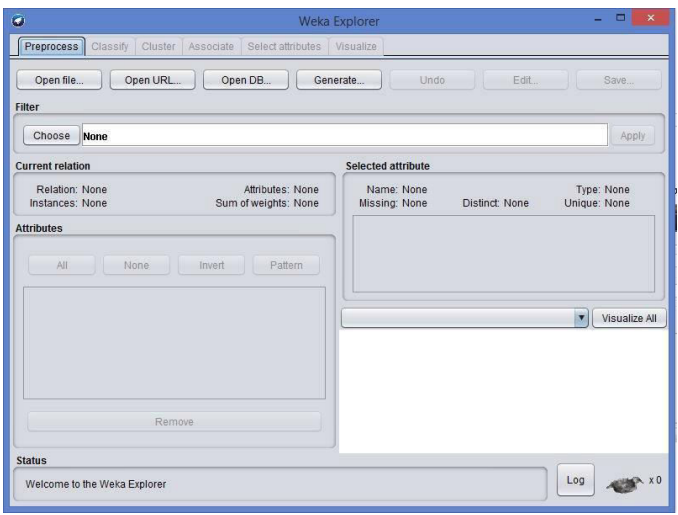 Weka Explorer
Preprocess Classify Cluster Associate Select attributes Visualize
Open file... Open URL... Open DB... Generate... Undo Edit... Save...
Filter
Choose None Apply
Current relation
Relation: None Attributes: None
Instances: None Sum of weights: None
Selected attribute
Name: None Type: None
Missing: None Distinct: None Unique: None
Attributes
All None Invert Pattern
Remove
Visualize All
Status
Welcome to the Weka Explorer
Log x 0